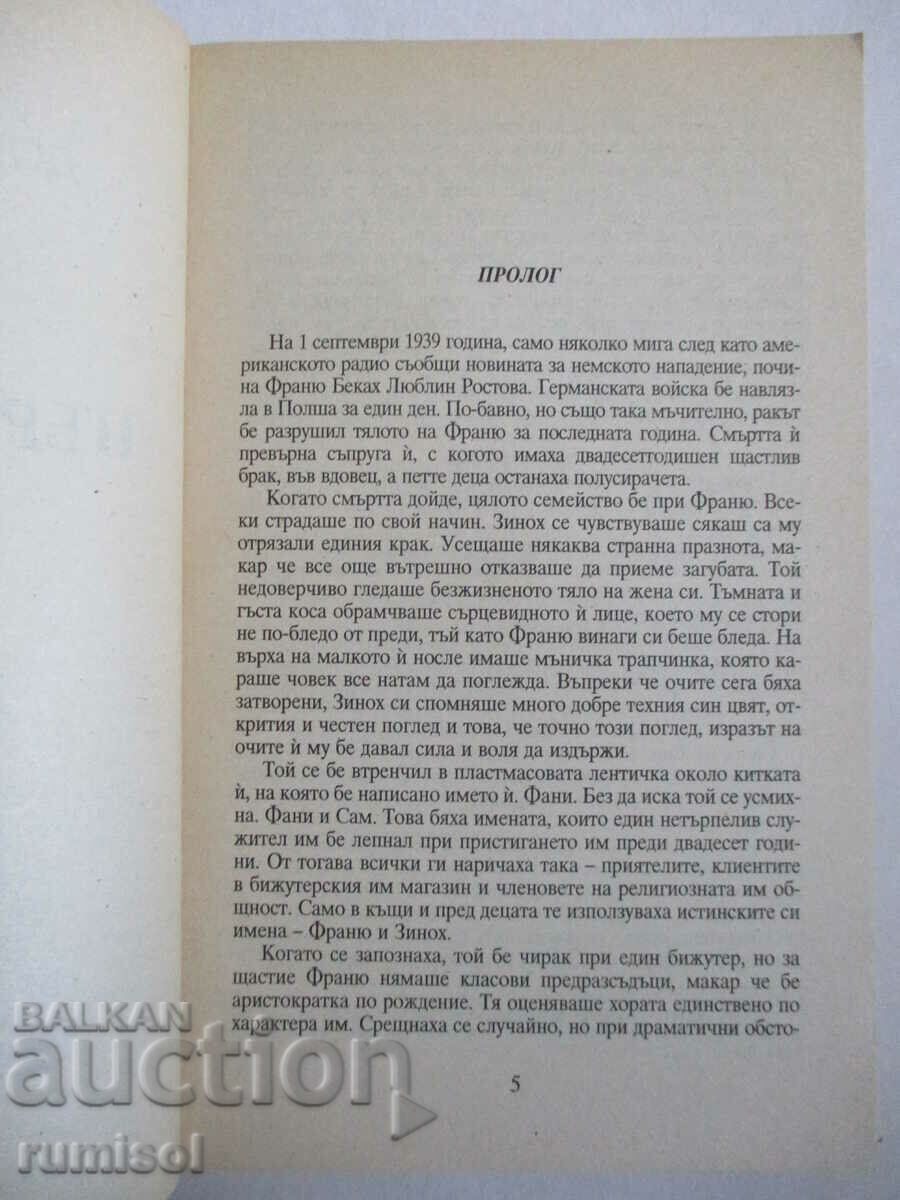 ПРОЛОГ
На 1 септември 1939 година, само няколко мига след като аме-
риканското радио съобщи новината за немското нападение, почи-
на Франю Беках Люблин Ростова. Германската войска бе навляз-
ла в Полша за един ден. По-бавно, но също така мъчително, ракът
бе разрушил тялото на Франю за последната година. Смъртта ѝ
превърна съпруга ѝ, с когото имаха двадесетгодишен щастлив
брак, във вдовец, а петте деца останаха полусирачета.
Когато смъртта дойде, цялото семейство бе при Франю. Все-
ки страдаше по свой начин. Зинох се чувстваше сякаш са му
отрязали единия крак. Усещаше някаква странна празнота, ма-
кар че все още вътрешно отказваше да приеме загубата. Той
недоверчиво гледаше безжизненото тяло на жена си. Тъмната и
гъста коса обрамчваше сърцевидното ѝ лице, което му се стори
не по-бледо от преди, тъй като Франю винаги си беше бледа. На
върха на малкото ѝ носле имаше мъничка трапчинка, която ка-
раше човек все натам да поглежда. Въпреки че очите сега бяха
затворени, Зинох си спомняше много добре техния син цвят, от-
крития и честен поглед и това, че точно този поглед, изразът на
очите ѝ му бе давал сила и воля да издържи.
Той се бе втренчил в пластмасовата лентичка около китката
ѝ, на която бе написано името ѝ. Фани. Без да иска той се усмих-
на. Фани и Сам. Това бяха имената, които един нетърпелив слу-
жител им бе лепнал при пристигането им преди двадесет годи-
ни. От тогава всички ги наричаха така – приятелите, клиентите
в бижутерския им магазин и членовете на религиозната им об-
щност. Само в къщи и пред децата те използуваха истинските си
имена – Франю и Зинох.
Когато се запознаха, той бе чирак при един бижутер, но за
щастие Франю нямаше класови предразсъдъци, макар че бе
аристократка по рождение. Тя оценяваше хората единствено по
характера им. Срещнаха се случайно, но при драматични обсто-
5
BALKAN
auction
rumisol